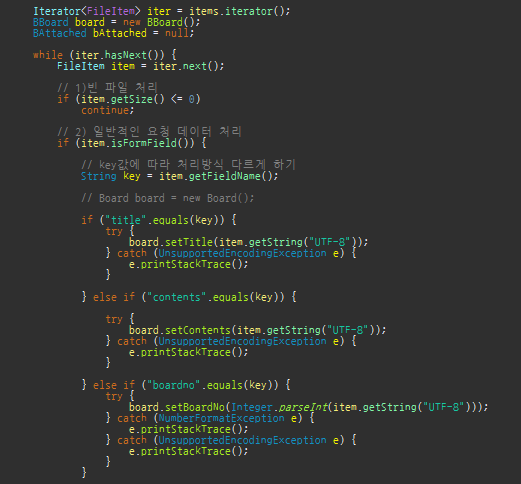 Iterator<FileItem> iter = items.iterator();
BBoard board = new BBoard();
BAttached bAttached = null;
while (iter.hasNext()) {
FileItem item = iter.next();
// 1)빈 파일 처리
if (item.getSize() <= 0)
continue;
// 2) 일반적인 요청 데이터 처리
if (item.isFormField()) {
// key값에 따라 처리방식 다르게 하기
String key = item.getFieldName();
// Board board = new Board();
if ("title".equals(key)) {
try {
board.setTitle(item.getString("UTF-8"));
} catch (UnsupportedEncodingException e) {
e.printStackTrace();
}
} else if ("contents".equals(key)) {
try {
board.setContents(item.getString("UTF-8"));
} catch (UnsupportedEncodingException e) {
e.printStackTrace();
}
} else if ("boardno".equals(key)) {
try {
board.setBoardNo(Integer.parseInt(item.getString("UTF-8")));
} catch (NumberFormatException e) {
e.printStackTrace();
} catch (UnsupportedEncodingException e) {
e.printStackTrace();
}
}